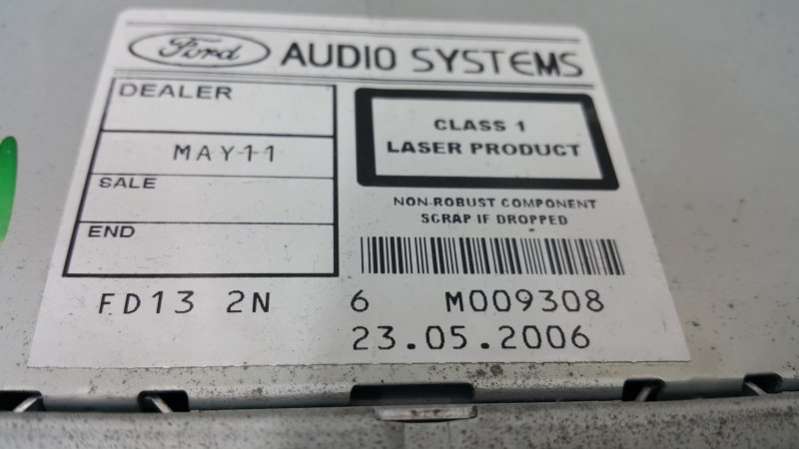 Ford AUDIO SYSTEMS
DEALER
MAY11
SALE
END
CLASS 1
LASER PRODUCT
NON-ROBUST COMPONENT
SCRAP IF DROPPED
FD13 2N 6 M009308
23.05.2006